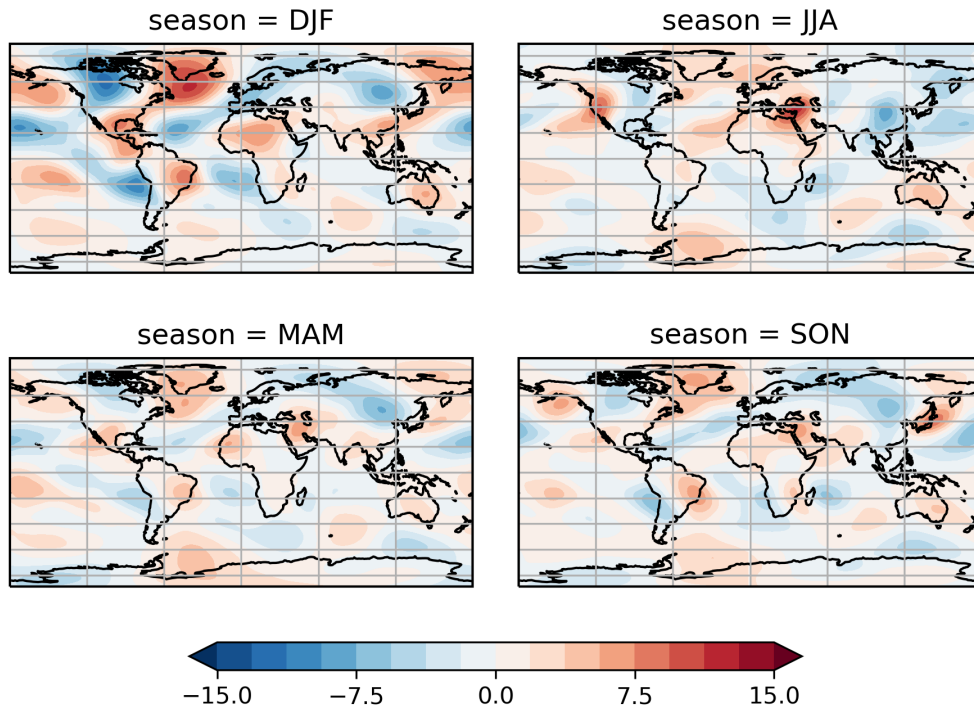 season = DJF
season = JJA
season = MAM
season = SON
−15.0 −7.5 0.0 7.5 15.0